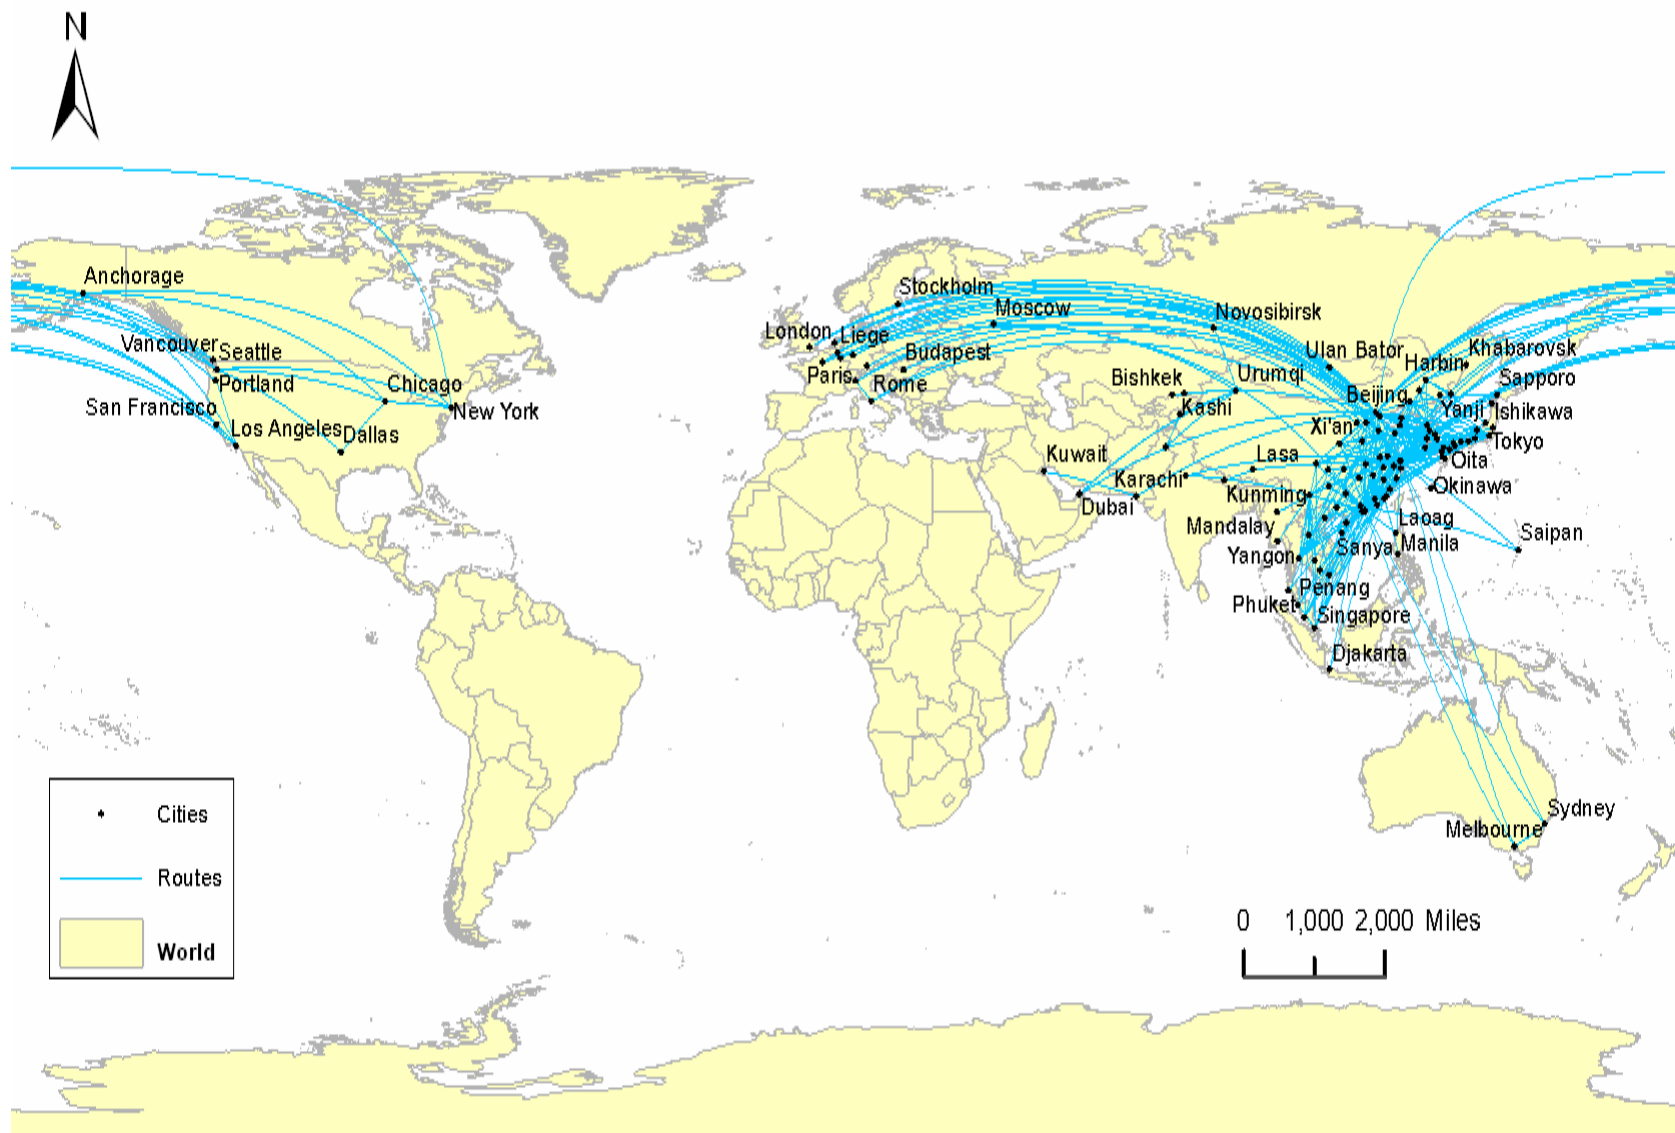 N
Anchorage
Stockholm
Moscow
Novosibirsk
London
Liege
Vancouver
Seattle
Budapest
Ulan Bator
Khabarovsk
Harbin
Portland
Chicago
Paris
Rome
Bishkek
Urumqi
Sapporo
Beijing
San Francisco
New York
Kashi
Yanji
Ishikawa
Los Angeles
Dallas
Xi'an
Tokyo
Kuwait
Lasa
Oita
Karachi
Kunming
Okinawa
Dubai
Mandalay
Laoag
Saipan
Yangon
Sanya
Manila
Penang
Phuket
Singapore
Djakarta
Sydney
Melbourne
Cities
Routes
World
0 1,000 2,000 Miles